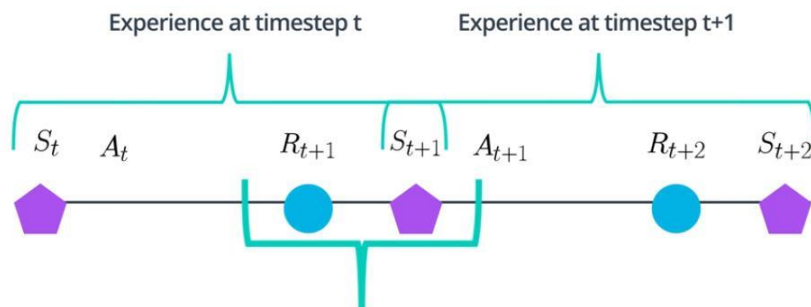 Experience at timestep t Experience at timestep t+1
S_t A_t R_{t+1} S_{t+1} A_{t+1} R_{t+2} S_{t+2}